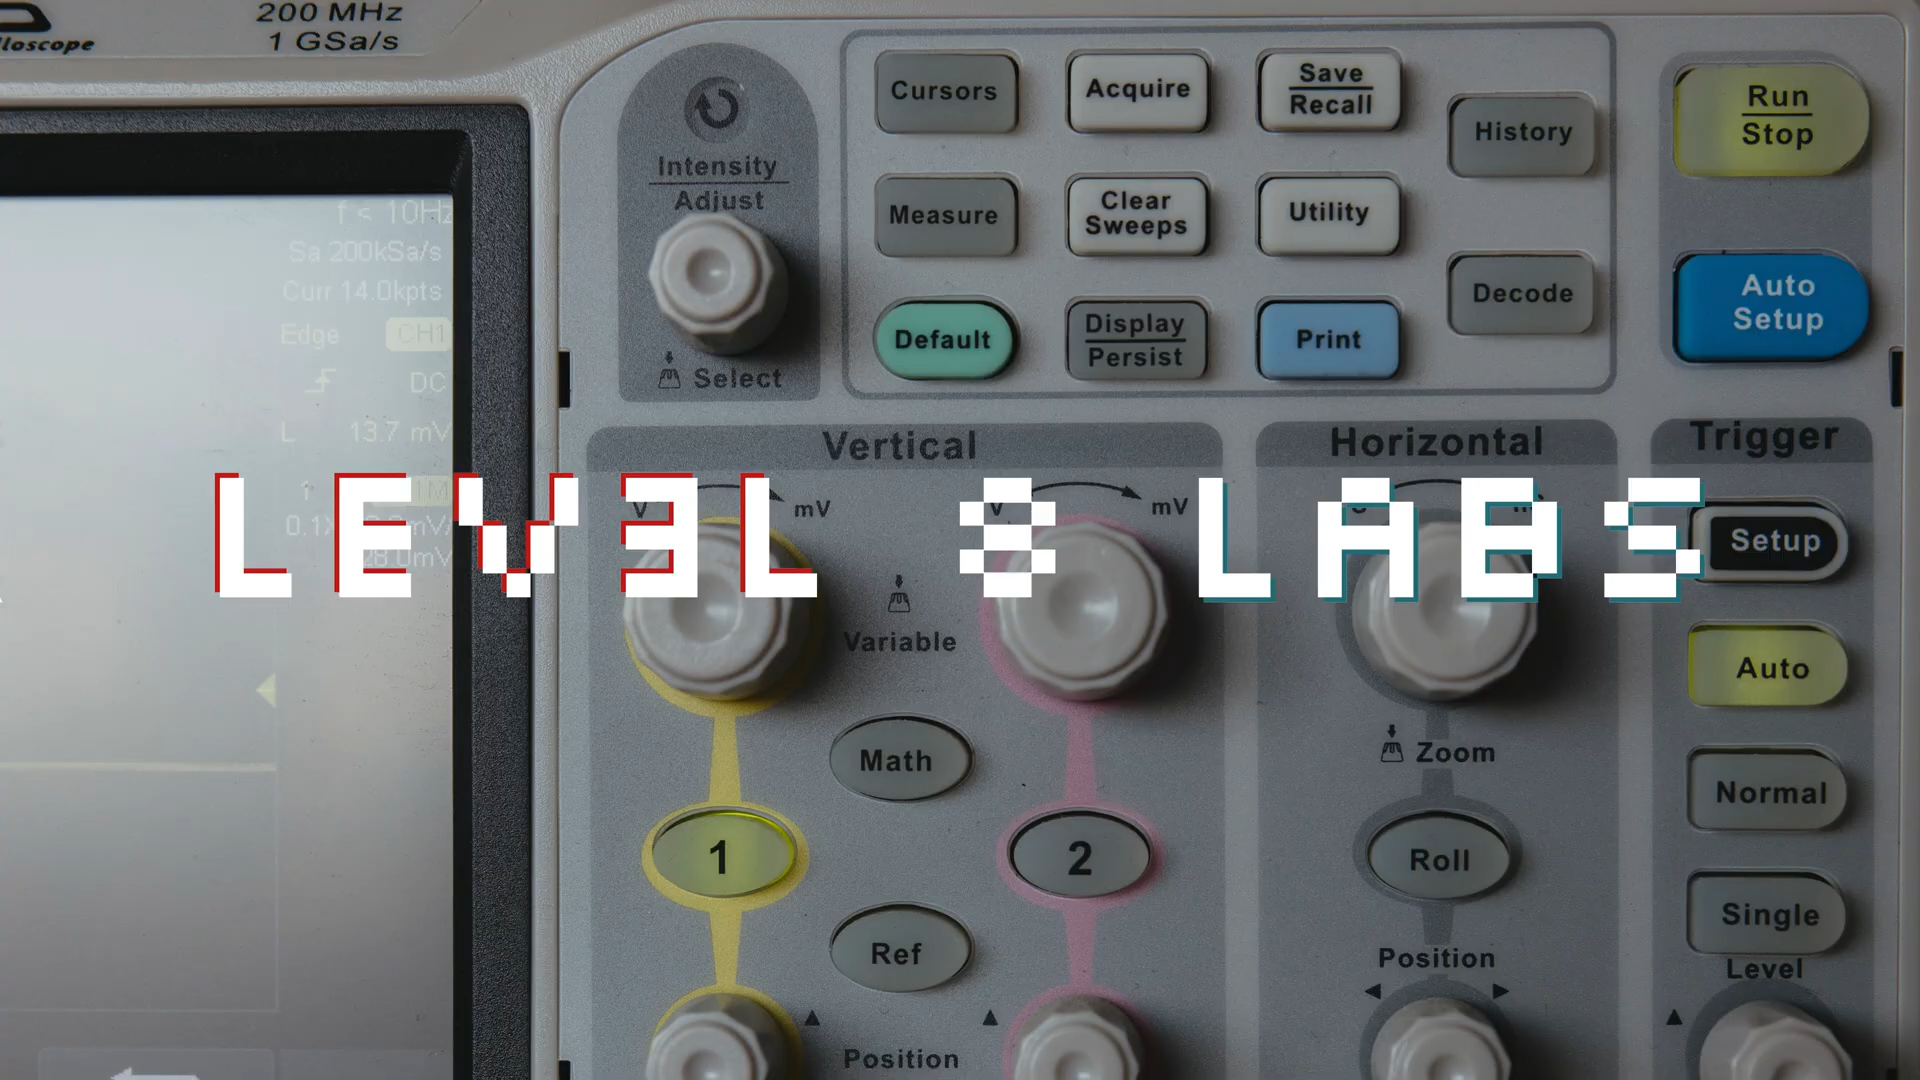 200 MHz
1 GSa/s
Intensity
Adjust
Select
Cursors
Acquire
Save
Recall
History
Run
Stop
Measure
Clear
Sweeps
Utility
Default
Display
Persist
Print
Decode
Auto
Setup
f < 10Hz
Sa 200kSa/s
Curr 14.0kpts
Edge CH1
DC
L 13.7 mV
Vertical
Horizontal
Trigger
LEVEL 8 LABS
V mV
V mV
Variable
Setup
Auto
Math
Zoom
Normal
1
2
Roll
Ref
Single
Position
Position
Level